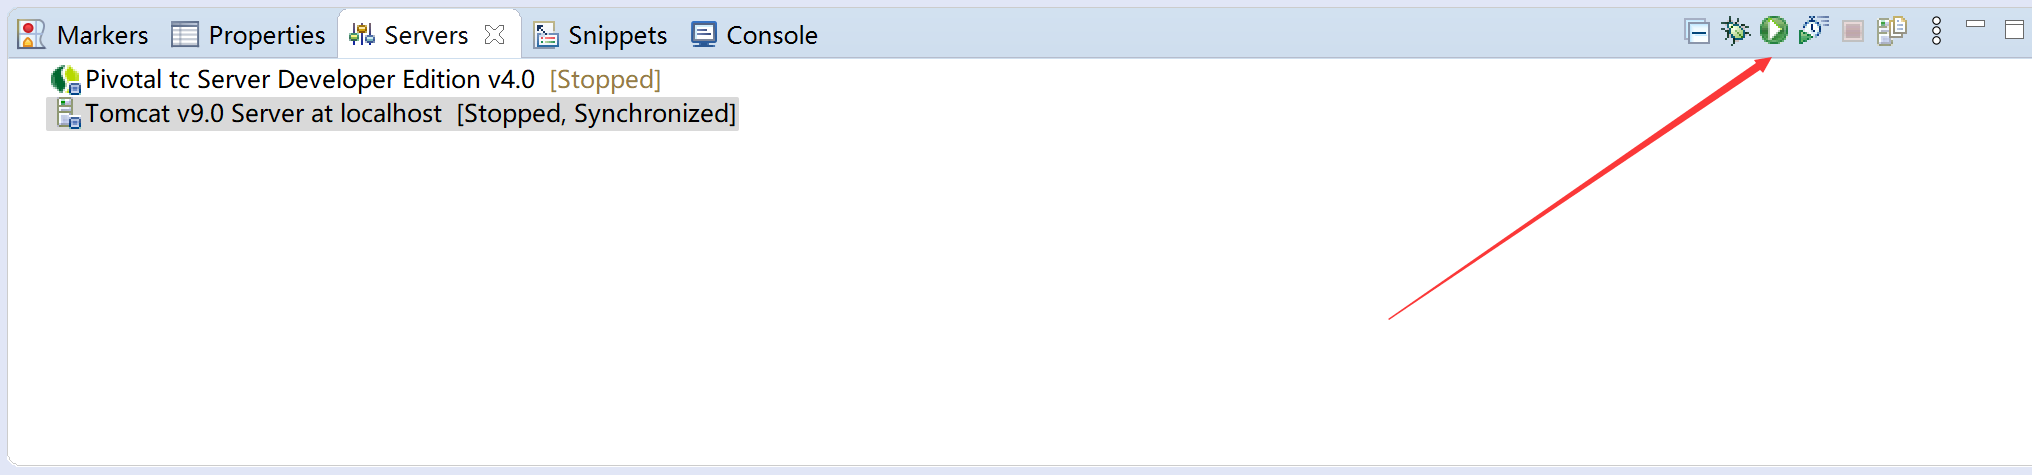 Markers Properties Servers Snippets Console
Pivotal tc Server Developer Edition v4.0 [Stopped]
Tomcat v9.0 Server at localhost [Stopped, Synchronized]